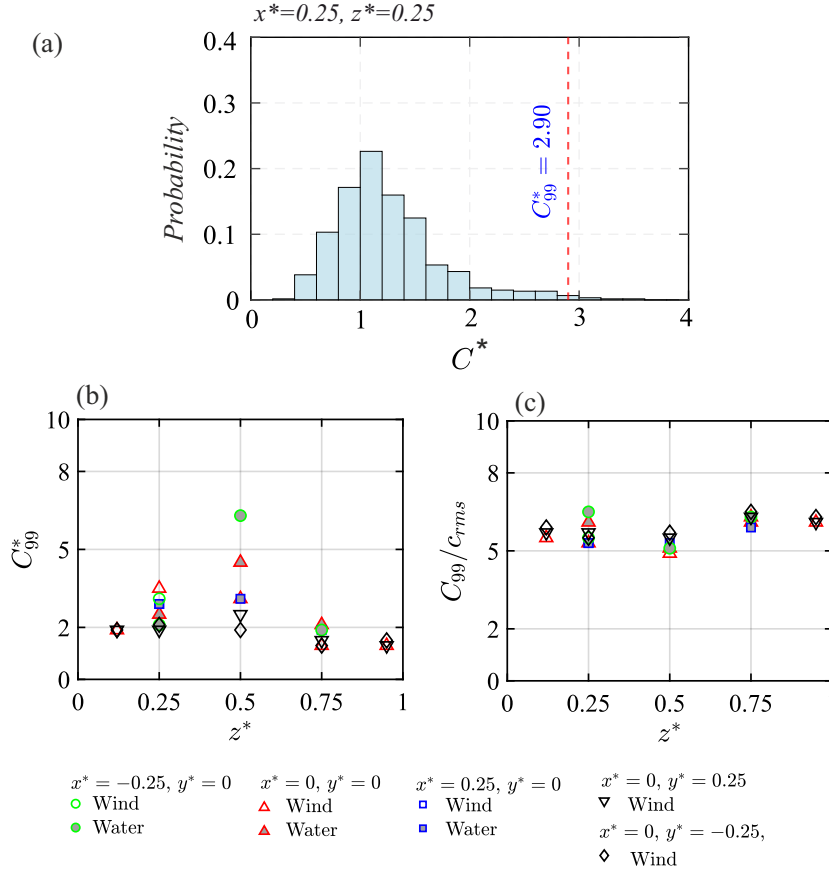 x*=0.25, z*=0.25
(a)
0.4
0.3
0.2
0.1
0
Probability
C*₉₉ = 2.90
1
2
3
4
C*
(b)
10
8
5
2
0
C*₉₉
0
0.25
0.5
0.75
1
z*
(c)
10
8
5
2
0
C₉₉/c_rms
0
0.25
0.5
0.75
z*
x* = −0.25, y* = 0
Wind
Water
x* = 0, y* = 0
Wind
Water
x* = 0.25, y* = 0
Wind
Water
x* = 0, y* = 0.25
Wind
x* = 0, y* = −0.25,
Wind